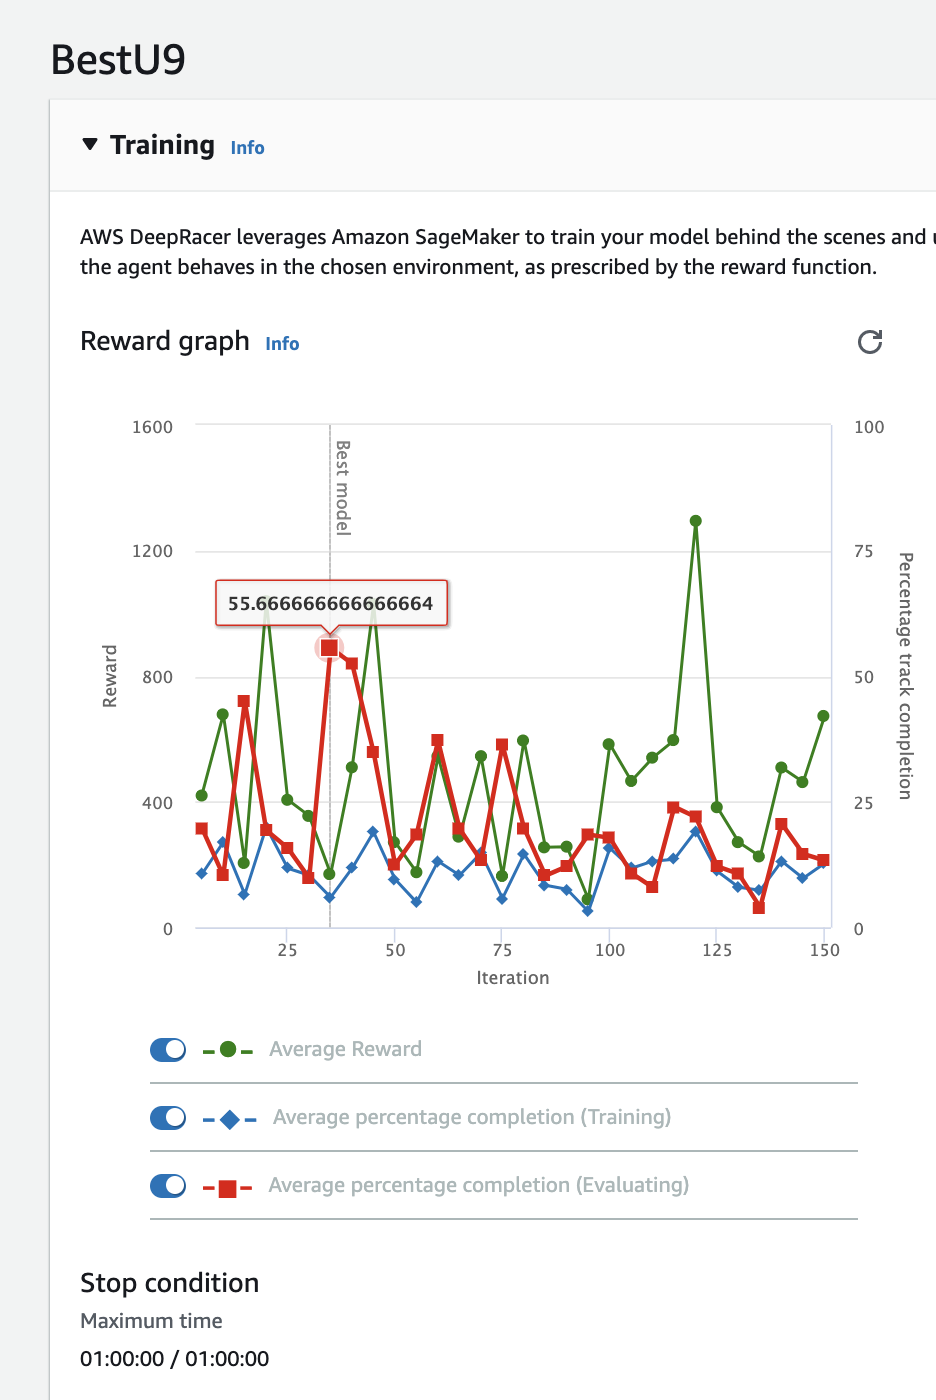 BestU9
Training Info
AWS DeepRacer leverages Amazon SageMaker to train your model behind the scenes and
the agent behaves in the chosen environment, as prescribed by the reward function.
Reward graph Info
1600
1200
800
400
0
Reward
Best model
55.666666666666664
100
75
50
25
0
Percentage track completion
25 50 75 100 125 150
Iteration
Average Reward
Average percentage completion (Training)
Average percentage completion (Evaluating)
Stop condition
Maximum time
01:00:00 / 01:00:00